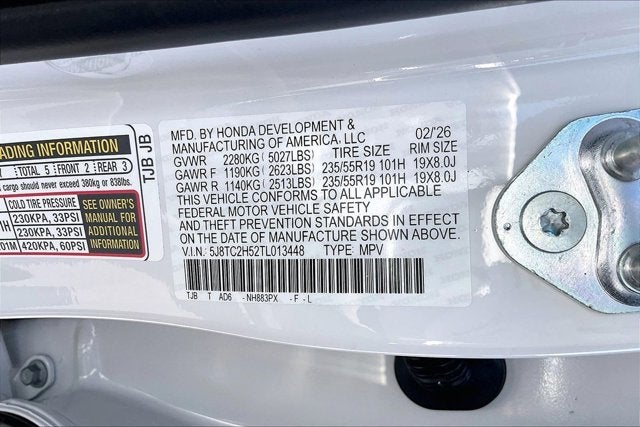 ADING INFORMATION
TOTAL 5 FRONT 2 REAR 3
cargo should never exceed 380kg or 838lbs.
COLD TIRE PRESSURE
230KPA, 33PSI
230KPA, 33PSI
01M 420KPA, 60PSI
SEE OWNER'S
MANUAL FOR
ADDITIONAL
INFORMATION
TJB JB
MFD. BY HONDA DEVELOPMENT & 02/'26
MANUFACTURING OF AMERICA, LLC
GVWR 2280KG(5027LBS) TIRE SIZE RIM SIZE
GAWR F 1190KG(2623LBS) 235/55R19 101H 19X8.0J
GAWR R 1140KG(2513LBS) 235/55R19 101H 19X8.0J
THIS VEHICLE CONFORMS TO ALL APPLICABLE
FEDERAL MOTOR VEHICLE SAFETY
AND THEFT PREVENTION STANDARDS IN EFFECT
ON THE DATE OF MANUFACTURE SHOWN ABOVE.
V.I.N.: 5J8TC2H52TL013448 TYPE: MPV
TJB T AD6 -NH883PX -F-L